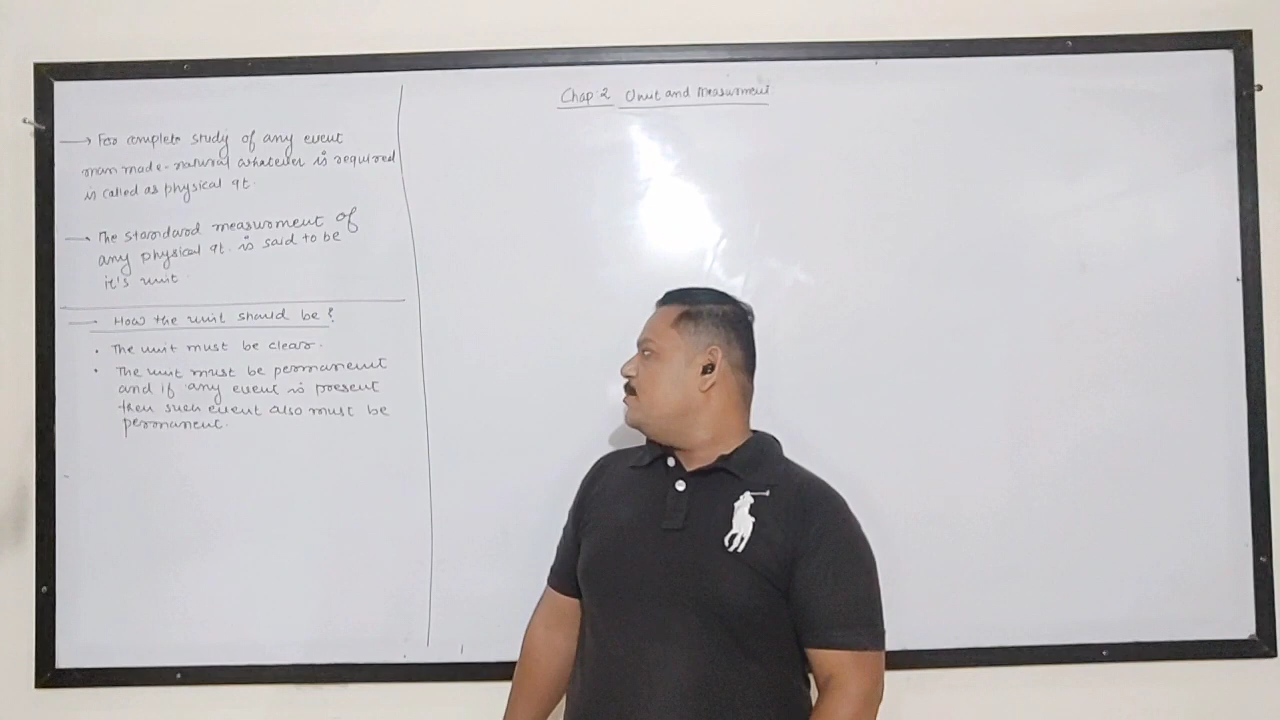 Chap 2 Unit and Measurment
→ For complete study of any event
man made - natural whatever is required
is called as physical qt.
→ The standard measurment of
any physical qt. is said to be
it's unit
— How the unit should be?
• The unit must be clear.
• The unit must be permanent
and if any event is present
then such event also must be
permanent.